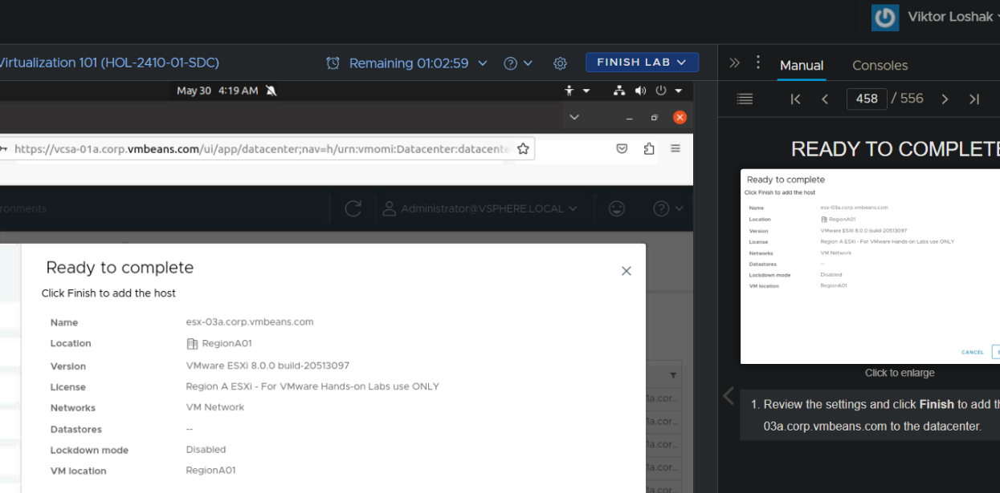 Viktor Loshak
Virtualization 101 (HOL-2410-01-SDC)
Remaining 01:02:59
FINISH LAB
Manual
Consoles
May 30 4:19 AM
458 / 556
https://vcsa-01a.corp.vmbeans.com/ui/app/datacenter;nav=h/urn:vmomi:Datacenter:datacente
ronments
Administrator@VSPHERE.LOCAL
Ready to complete
Click Finish to add the host
Name esx-03a.corp.vmbeans.com
Location RegionA01
Version VMware ESXi 8.0.0 build-20513097
License Region A ESXi - For VMware Hands-on Labs use ONLY
Networks VM Network
Datastores --
Lockdown mode Disabled
VM location RegionA01
1a.cor...
1a.cor...
1a.cor...
1a.cor...
1a.cor...
READY TO COMPLETE
Ready to complete
Click Finish to add the host
Name esx-03a.corp.vmbeans.com
Location RegionA01
Version VMware ESXi 8.0.0 build-20513097
License Region A ESXi - For VMware Hands-on Labs use ONLY
Networks VM Network
Datastores --
Lockdown mode Disabled
VM location RegionA01
CANCEL
Click to enlarge
1. Review the settings and click Finish to add th
03a.corp.vmbeans.com to the datacenter.